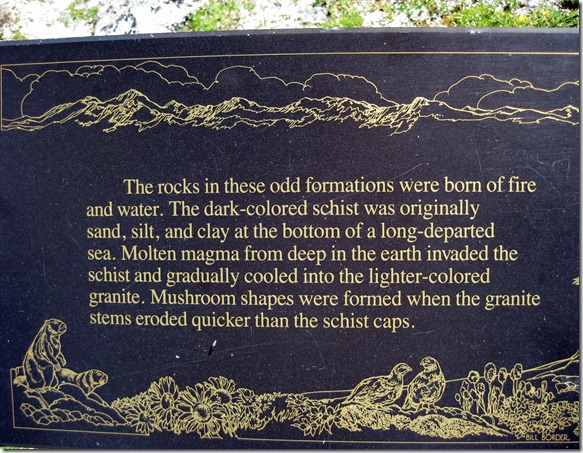 The rocks in these odd formations were born of fire
and water. The dark-colored schist was originally
sand, silt, and clay at the bottom of a long-departed
sea. Molten magma from deep in the earth invaded the
schist and gradually cooled into the lighter-colored
granite. Mushroom shapes were formed when the granite
stems eroded quicker than the schist caps.
BILL BORDER